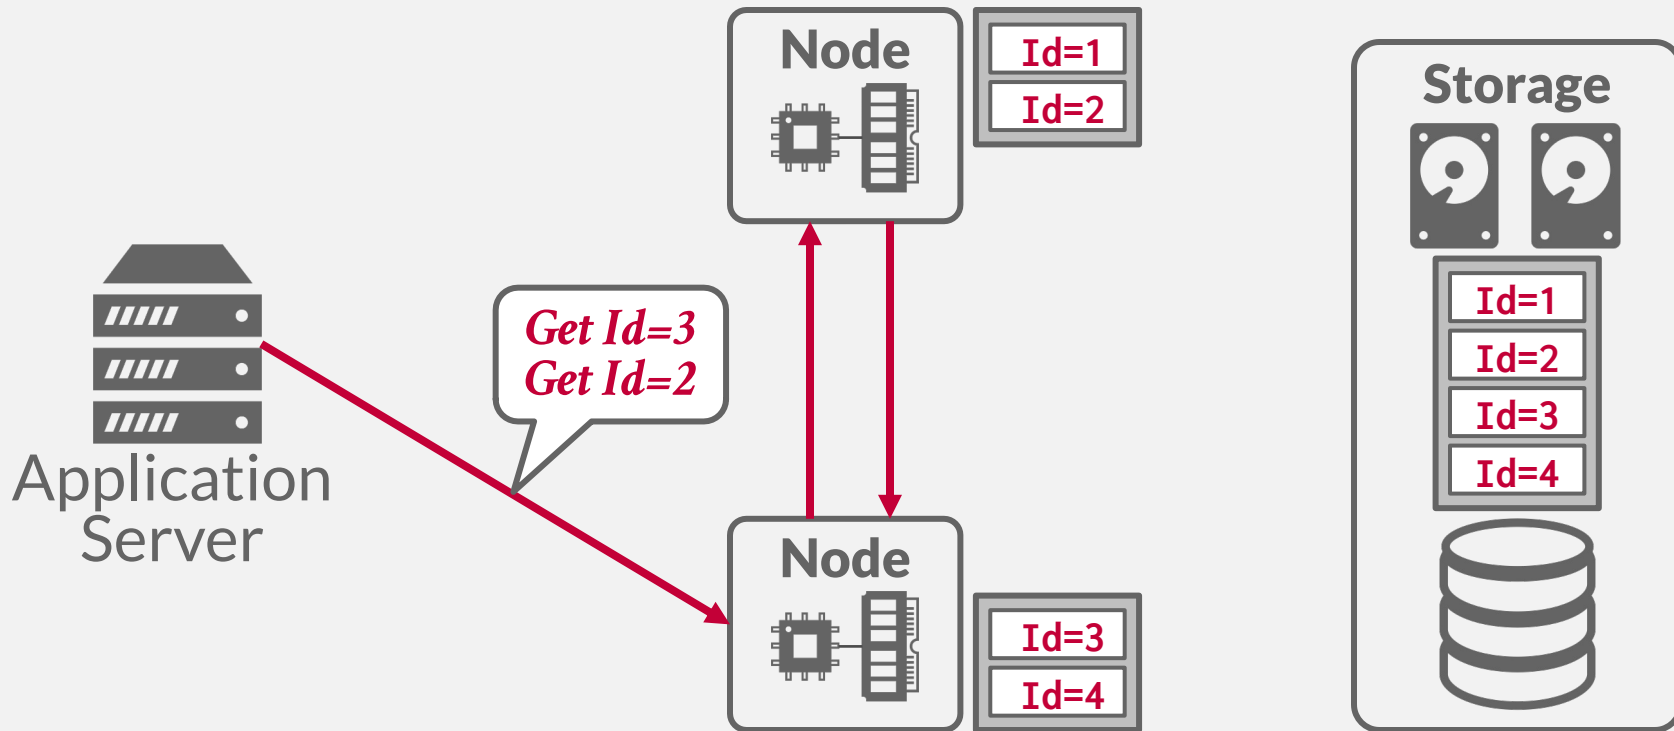 Node
Id=1
Id=2
Storage
Id=1
Id=2
Id=3
Id=4
Get Id=3
Get Id=2
Application
Server
Node
Id=3
Id=4